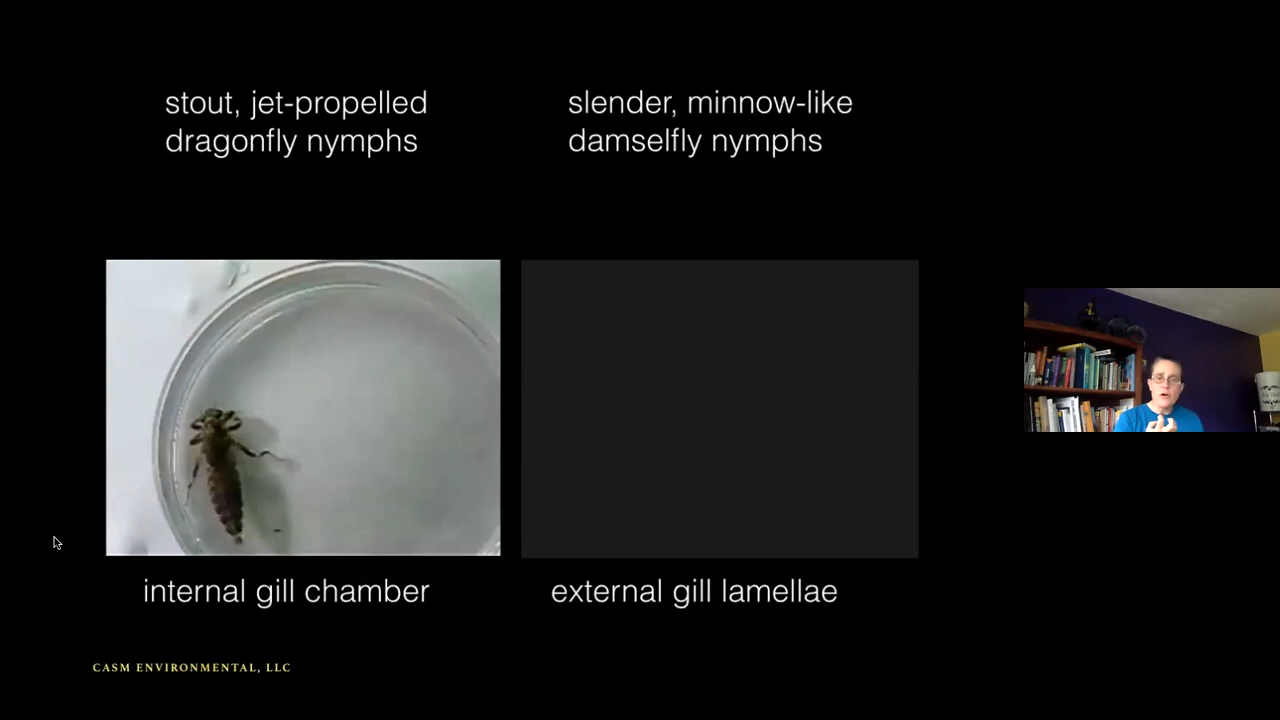 stout, jet-propelled
dragonfly nymphs
slender, minnow-like
damselfly nymphs
internal gill chamber
external gill lamellae
CASM ENVIRONMENTAL, LLC